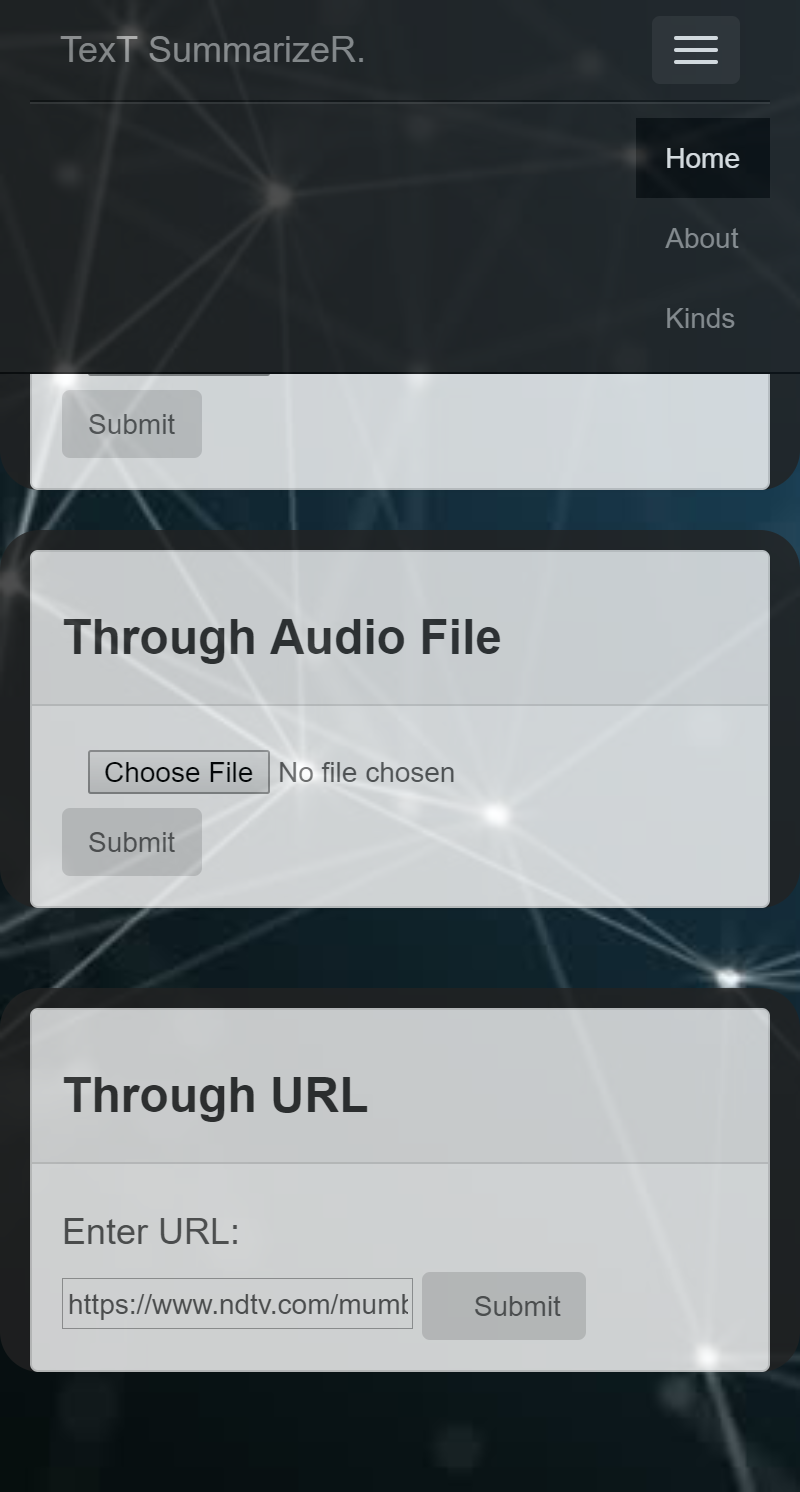 TexT SummarizeR.
Home
About
Kinds
Submit
Through Audio File
Choose File No file chosen
Submit
Through URL
Enter URL:
https://www.ndtv.com/mumb Submit